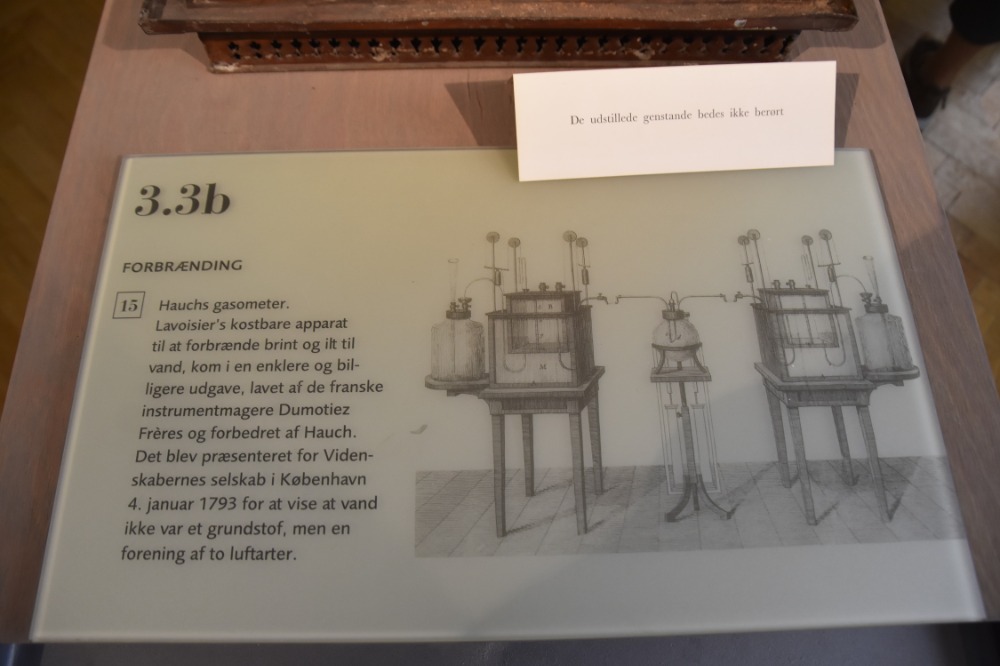 De udstillede genstande bedes ikke berørt
3.3b
FORBRÆNDING
15 Hauchs gasometer.
Lavoisier's kostbare apparat
til at forbrænde brint og ilt til
vand, kom i en enklere og bil-
ligere udgave, lavet af de franske
instrumentmagere Dumotiez
Frères og forbedret af Hauch.
Det blev præsenteret for Viden-
skabernes selskab i København
4. januar 1793 for at vise at vand
ikke var et grundstof, men en
forening af to luftarter.